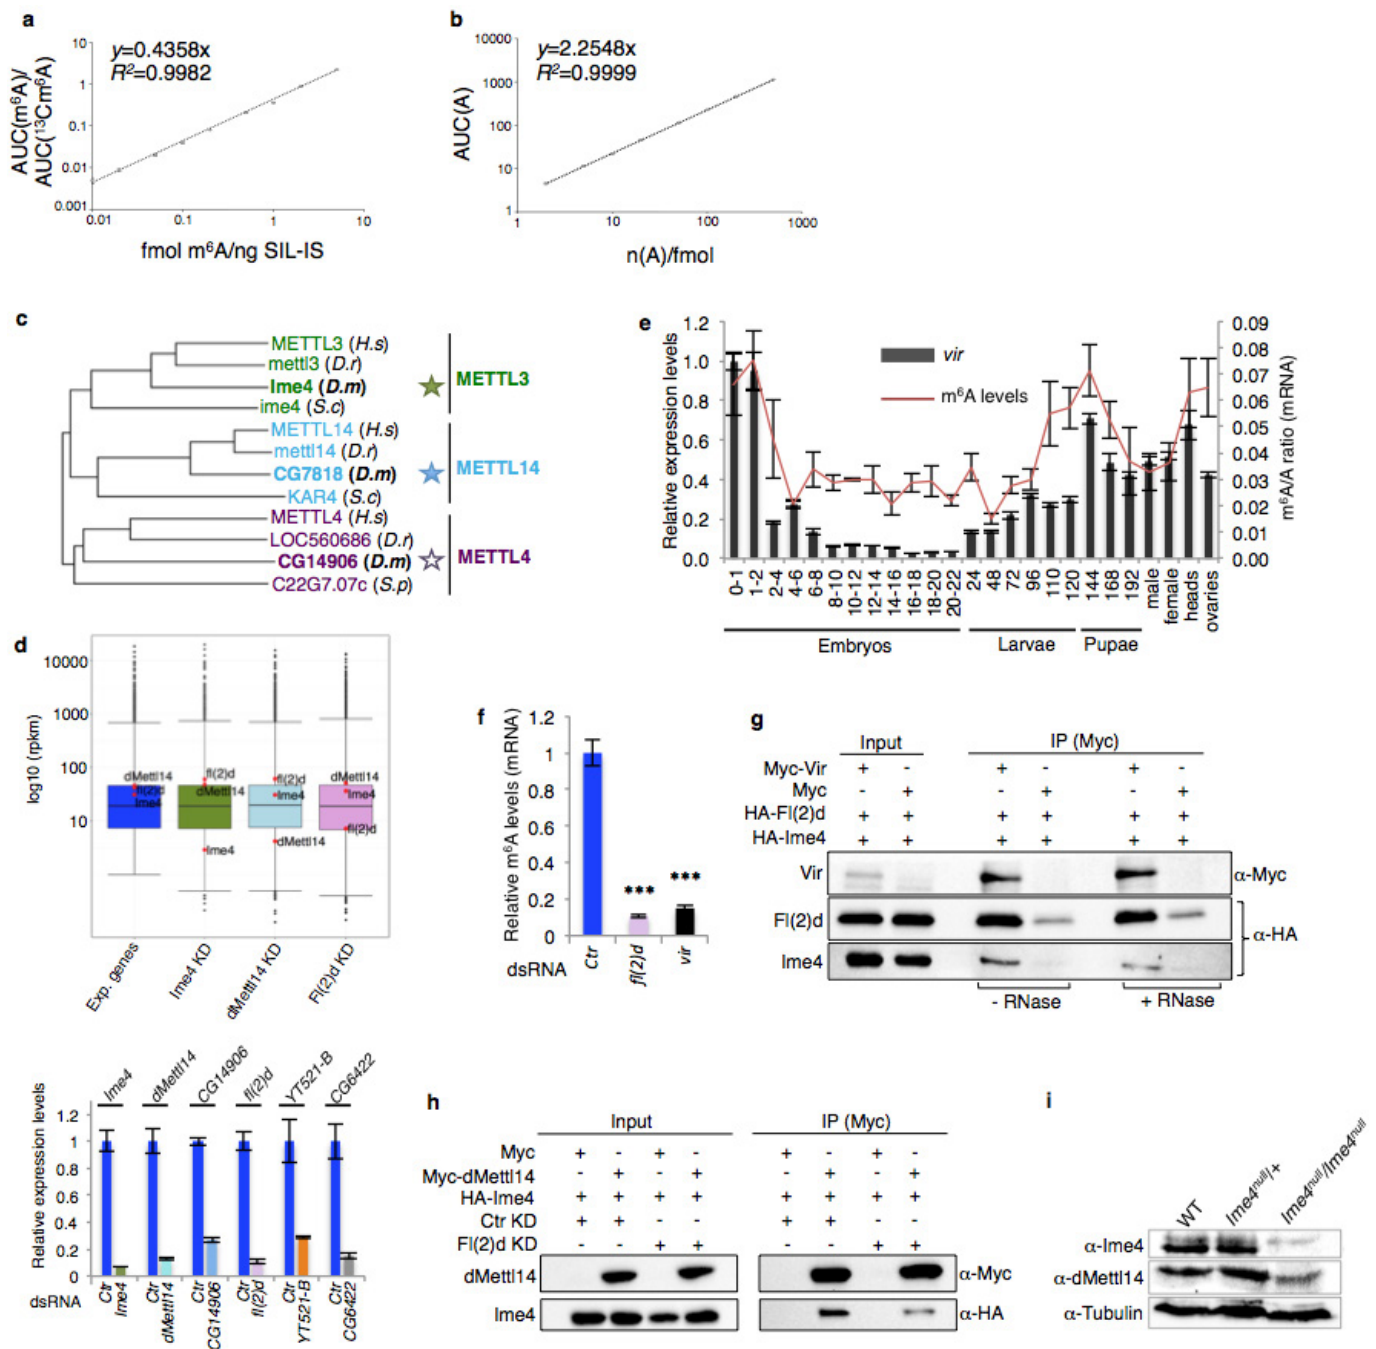 a
y=0.4358x
R²=0.9982
AUC(m⁶A)/
AUC(¹³Cm⁶A)
10
1
0.1
0.01
0.001
0.01 0.1 1 10
fmol m⁶A/ng SIL-IS
b
y=2.2548x
R²=0.9999
AUC(A)
10000
1000
100
10
1
1 10 100 1000
n(A)/fmol
c
METTL3 (H.s)
mettl3 (D.r)
Ime4 (D.m)
ime4 (S.c)
METTL3
METTL14 (H.s)
mettl14 (D.r)
CG7818 (D.m)
KAR4 (S.c)
METTL14
METTL4 (H.s)
LOC560686 (D.r)
CG14906 (D.m)
C22G7.07c (S.p)
METTL4
e
Relative expression levels
1.2
1.0
0.8
0.6
0.4
0.2
0.0
vir
m⁶A levels
0.09
0.08
0.07
0.06
0.05
0.04
0.03
0.02
0.01
0.00
m⁶A/A ratio (mRNA)
0-1 1-2 2-4 4-6 6-8 8-10 10-12 12-14 14-16 16-18 18-20 20-22 24 48 72 96 110 120 144 168 192 male female heads ovaries
Embryos Larvae Pupae
d
log10 (rpkm)
10000
1000
100
10
dMettl14
fl(2)d
Ime4
fl(2)d
dMettl14
Ime4
fl(2)d
Ime4
dMettl14
dMettl14
Ime4
fl(2)d
Exp. genes
Ime4 KD
dMettl14 KD
Fl(2)d KD
Relative expression levels
1.2
1
0.8
0.6
0.4
0.2
0
Ime4 dMettl14 CG14906 fl(2)d YT521-B CG6422
dsRNA
Ctr Ime4 Ctr dMettl14 Ctr CG14906 Ctr fl(2)d Ctr YT521-B Ctr CG6422
f
Relative m⁶A levels (mRNA)
1.2
1
0.8
0.6
0.4
0.2
0
*** ***
dsRNA
Ctr fl(2)d vir
g
Input IP (Myc)
Myc-Vir + - + - + -
Myc - + - + - +
HA-Fl(2)d + + + + + +
HA-Ime4 + + + + + +
Vir α-Myc
Fl(2)d
Ime4
α-HA
- RNase + RNase
h
Input IP (Myc)
Myc + - + - + - + -
Myc-dMettl14 - + - + - + - +
HA-Ime4 + + + + + + + +
Ctr KD + + - - + + - -
Fl(2)d KD - - + + - - + +
dMettl14 α-Myc
Ime4 α-HA
i
WT Ime4ⁿᵘˡˡ/+ Ime4ⁿᵘˡˡ/Ime4ⁿᵘˡˡ
α-Ime4
α-dMettl14
α-Tubulin